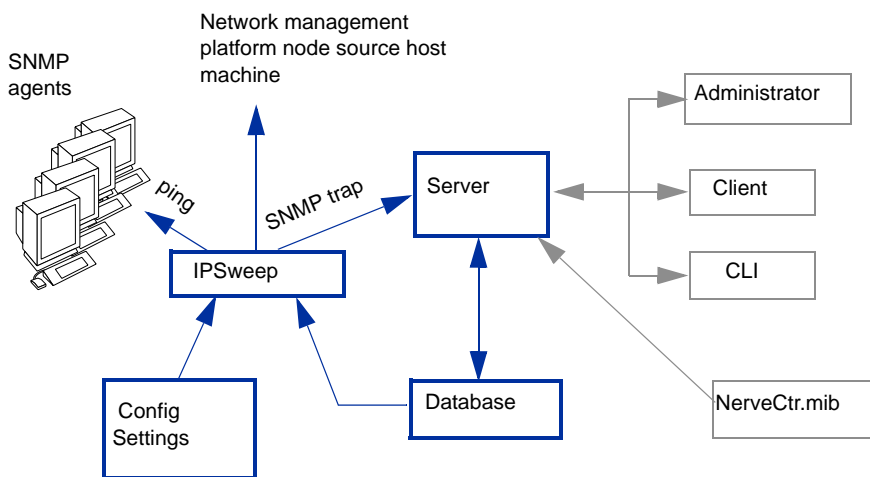 Network management
platform node source host
machine
SNMP
agents
Administrator
ping
SNMP trap
Server
Client
IPSweep
CLI
Config
Settings
Database
NerveCtr.mib